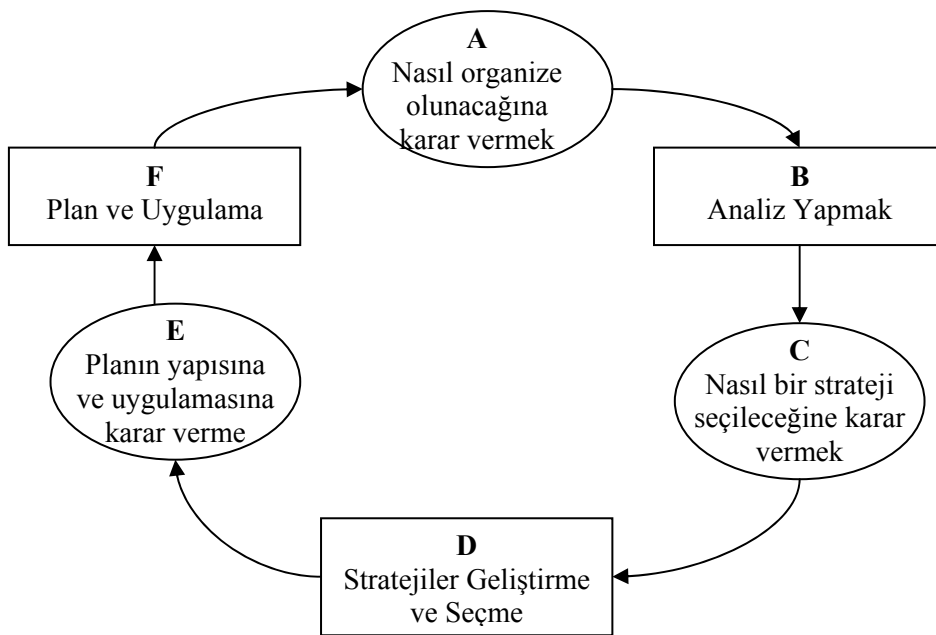 A
Nasıl organize
olunacağına
karar vermek
B
Analiz Yapmak
C
Nasıl bir strateji
seçileceğine karar
vermek
D
Stratejiler Geliştirme
ve Seçme
E
Planın yapısına
ve uygulamasına
karar verme
F
Plan ve Uygulama